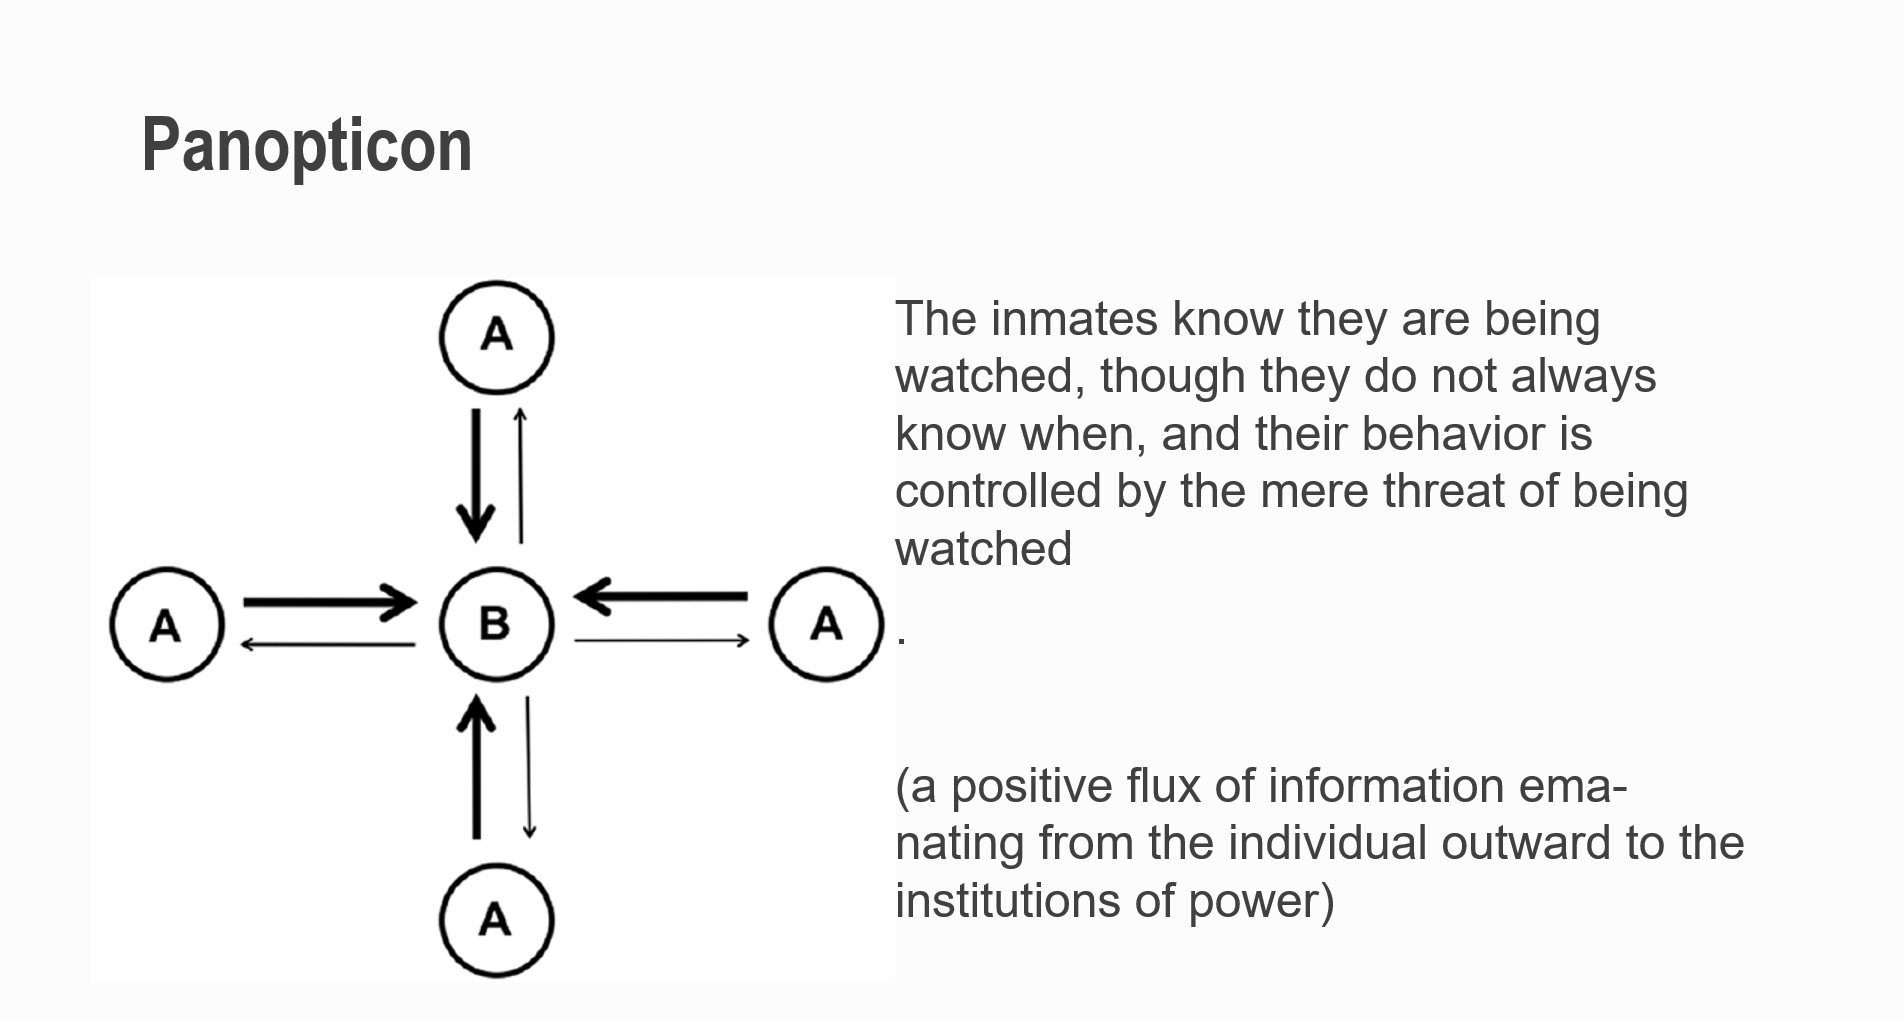 Panopticon
A
A
B
A
A
The inmates know they are being
watched, though they do not always
know when, and their behavior is
controlled by the mere threat of being
watched
.
(a positive flux of information ema-
nating from the individual outward to the
institutions of power)